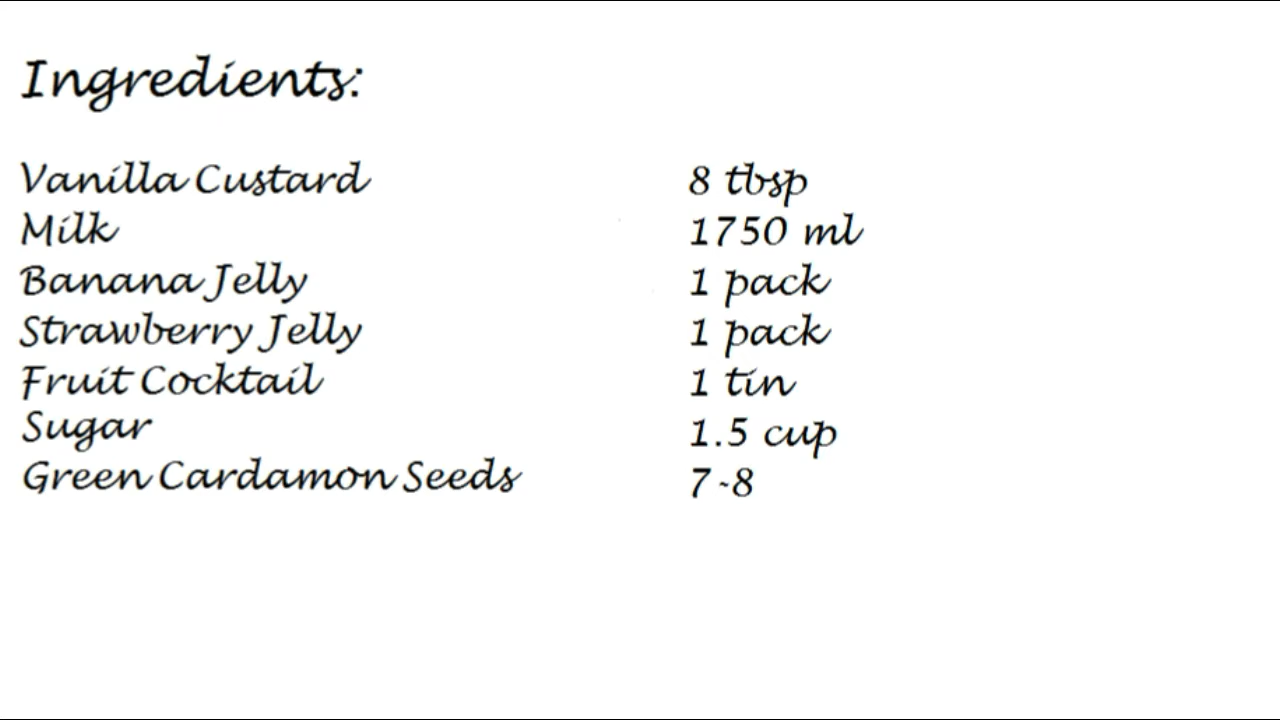 Ingredients:
Vanilla Custard 8 tbsp
Milk 1750 ml
Banana Jelly 1 pack
Strawberry Jelly 1 pack
Fruit Cocktail 1 tin
Sugar 1.5 cup
Green Cardamon Seeds 7-8